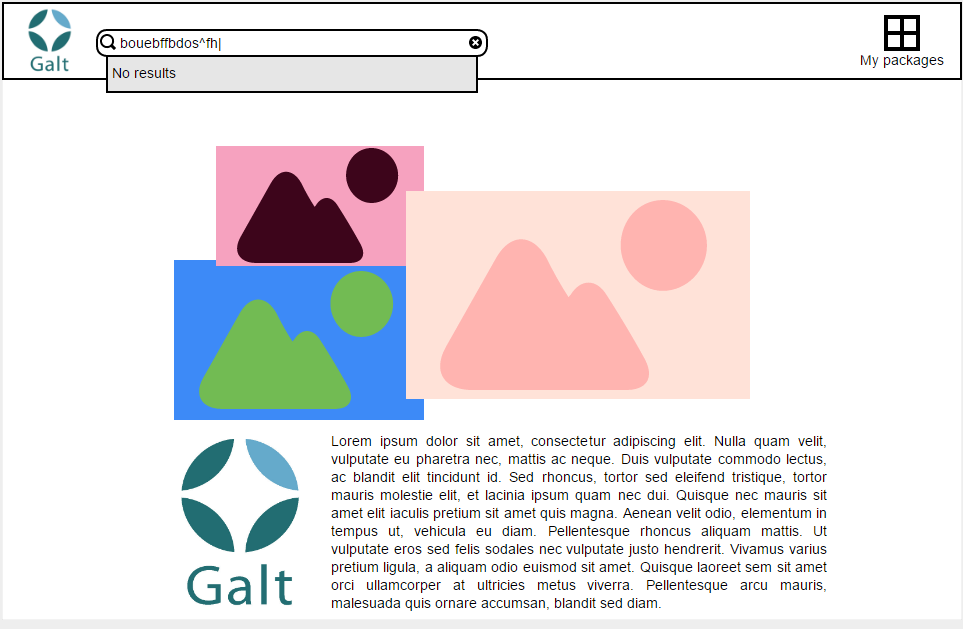 Galt
bouebffbdos^fh|
No results
My packages
Galt
Lorem ipsum dolor sit amet, consectetur adipiscing elit. Nulla quam velit,
vulputate eu pharetra nec, mattis ac neque. Duis vulputate commodo lectus,
ac blandit elit tincidunt id. Sed rhoncus, tortor sed eleifend tristique, tortor
mauris molestie elit, et lacinia ipsum quam nec dui. Quisque nec mauris sit
amet elit iaculis pretium sit amet quis magna. Aenean velit odio, elementum in
tempus ut, vehicula eu diam. Pellentesque rhoncus aliquam mattis. Ut
vulputate eros sed felis sodales nec vulputate justo hendrerit. Vivamus varius
pretium ligula, a aliquam odio euismod sit amet. Quisque laoreet sem sit amet
orci ullamcorper at ultricies metus viverra. Pellentesque arcu mauris,
malesuada quis ornare accumsan, blandit sed diam.